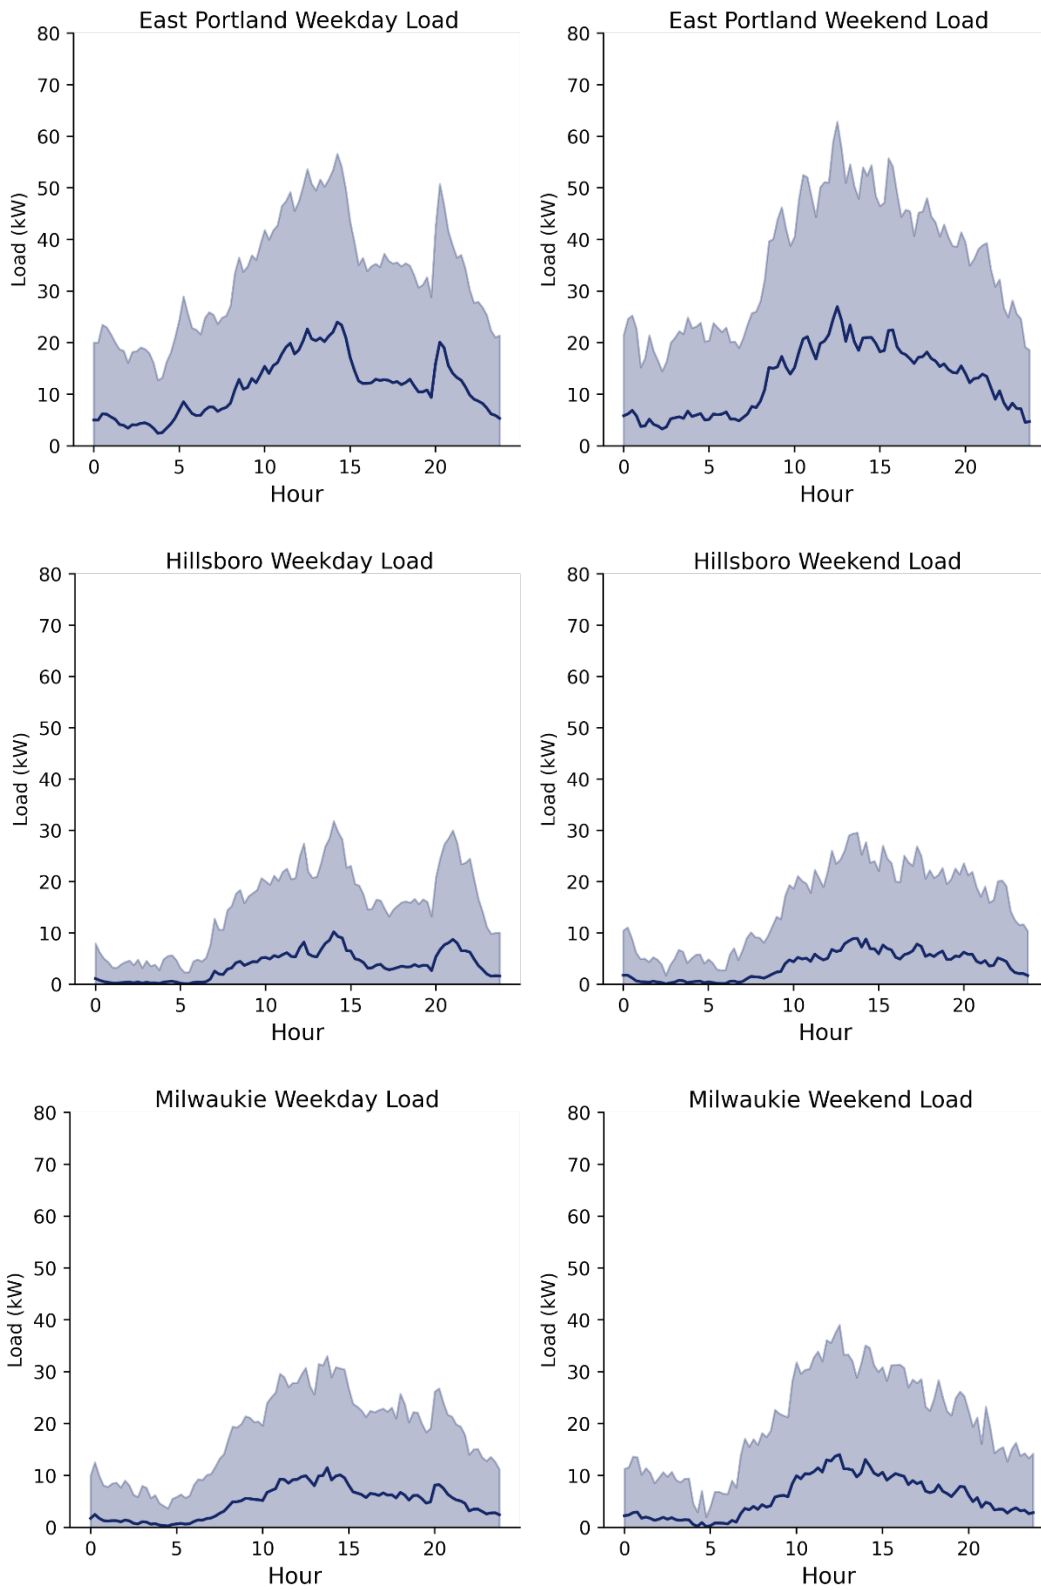 East Portland Weekday Load
80
70
60
50
40
30
20
10
0
Load (kW)
0 5 10 15 20
Hour
East Portland Weekend Load
80
70
60
50
40
30
20
10
0
Load (kW)
0 5 10 15 20
Hour
Hillsboro Weekday Load
80
70
60
50
40
30
20
10
0
Load (kW)
0 5 10 15 20
Hour
Hillsboro Weekend Load
80
70
60
50
40
30
20
10
0
Load (kW)
0 5 10 15 20
Hour
Milwaukie Weekday Load
80
70
60
50
40
30
20
10
0
Load (kW)
0 5 10 15 20
Hour
Milwaukie Weekend Load
80
70
60
50
40
30
20
10
0
Load (kW)
0 5 10 15 20
Hour